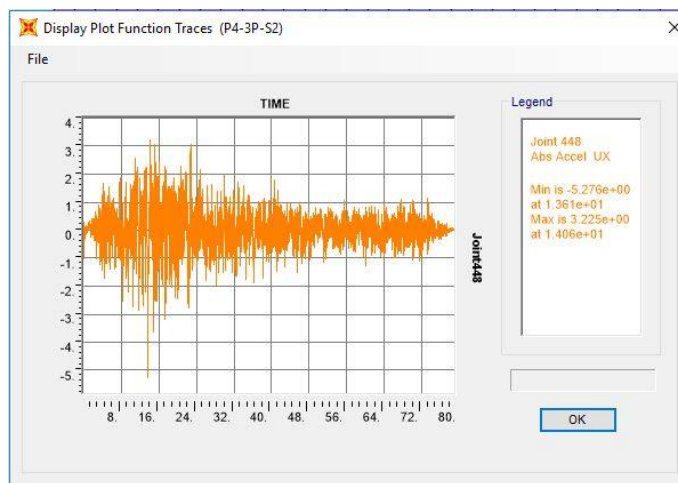 Display Plot Function Traces (P4-3P-S2)
File
TIME
4.
3.
2.
1.
0.
-1.
-2.
-3.
-4.
-5.
8. 16. 24. 32. 40. 48. 56. 64. 72. 80.
Joint448
Legend
Joint 448
Abs Accel UX
Min is -5.276e+00
at 1.361e+01
Max is 3.225e+00
at 1.406e+01
OK